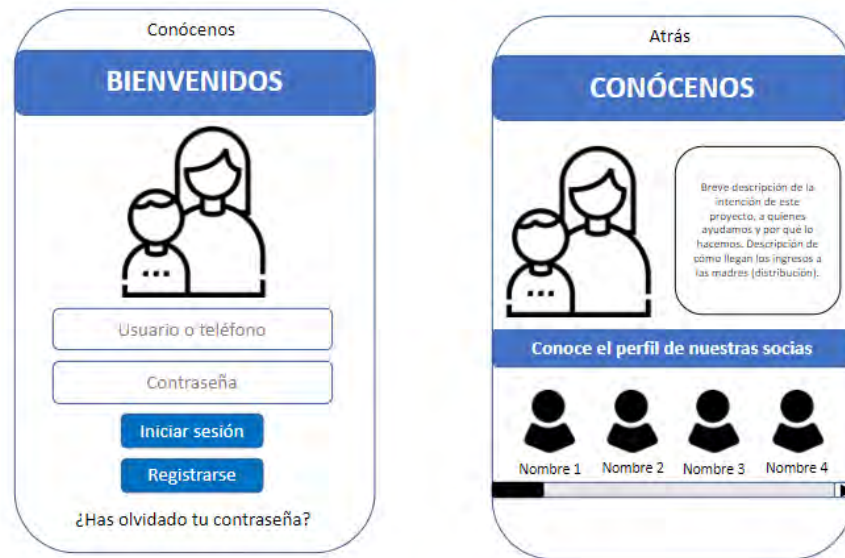 Conócenos
BIENVENIDOS
Usuario o teléfono
Contraseña
Iniciar sesión
Registrarse
¿Has olvidado tu contraseña?
Atrás
CONÓCENOS
Breve descripción de la
intención de este
proyecto, a quienes
ayudamos y por qué lo
hacemos. Descripción de
cómo llegan los ingresos a
las madres (distribución).
Conoce el perfil de nuestras socias
Nombre 1 Nombre 2 Nombre 3 Nombre 4